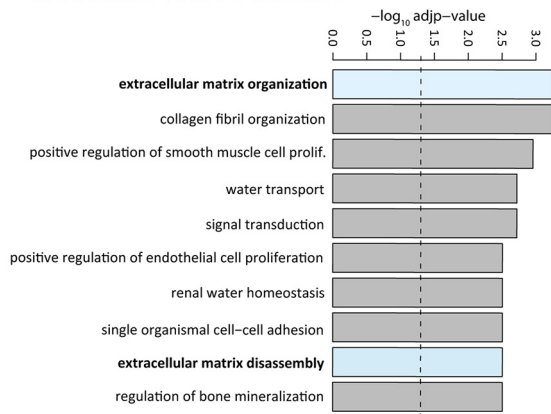 −log10 adjp−value
0.0 0.5 1.0 1.5 2.0 2.5 3.0
extracellular matrix organization
collagen fibril organization
positive regulation of smooth muscle cell prolif.
water transport
signal transduction
positive regulation of endothelial cell proliferation
renal water homeostasis
single organismal cell−cell adhesion
extracellular matrix disassembly
regulation of bone mineralization